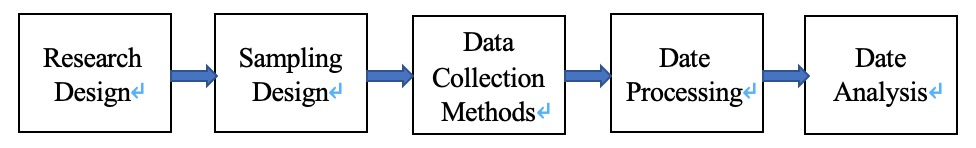 Research
Design
Sampling
Design
Data
Collection
Methods
Date
Processing
Date
Analysis